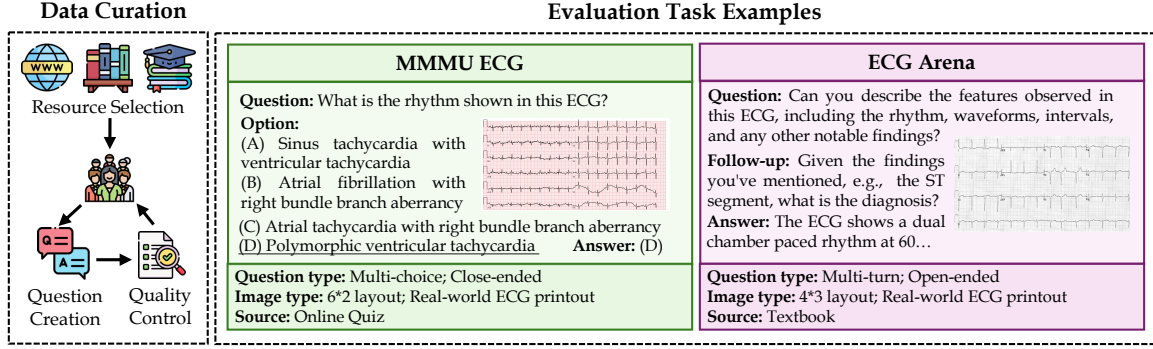 Data Curation
WWW
Resource Selection
Q
A
Question
Creation
Quality
Control
Evaluation Task Examples
MMMU ECG
Question: What is the rhythm shown in this ECG?
Option:
(A) Sinus tachycardia with
ventricular tachycardia
(B) Atrial fibrillation with
right bundle branch aberrancy
(C) Atrial tachycardia with right bundle branch aberrancy
(D) Polymorphic ventricular tachycardia Answer: (D)
Question type: Multi-choice; Close-ended
Image type: 6*2 layout; Real-world ECG printout
Source: Online Quiz
ECG Arena
Question: Can you describe the features observed in
this ECG, including the rhythm, waveforms, intervals,
and any other notable findings?
Follow-up: Given the findings
you've mentioned, e.g., the ST
segment, what is the diagnosis?
Answer: The ECG shows a dual
chamber paced rhythm at 60…
Question type: Multi-turn; Open-ended
Image type: 4*3 layout; Real-world ECG printout
Source: Textbook